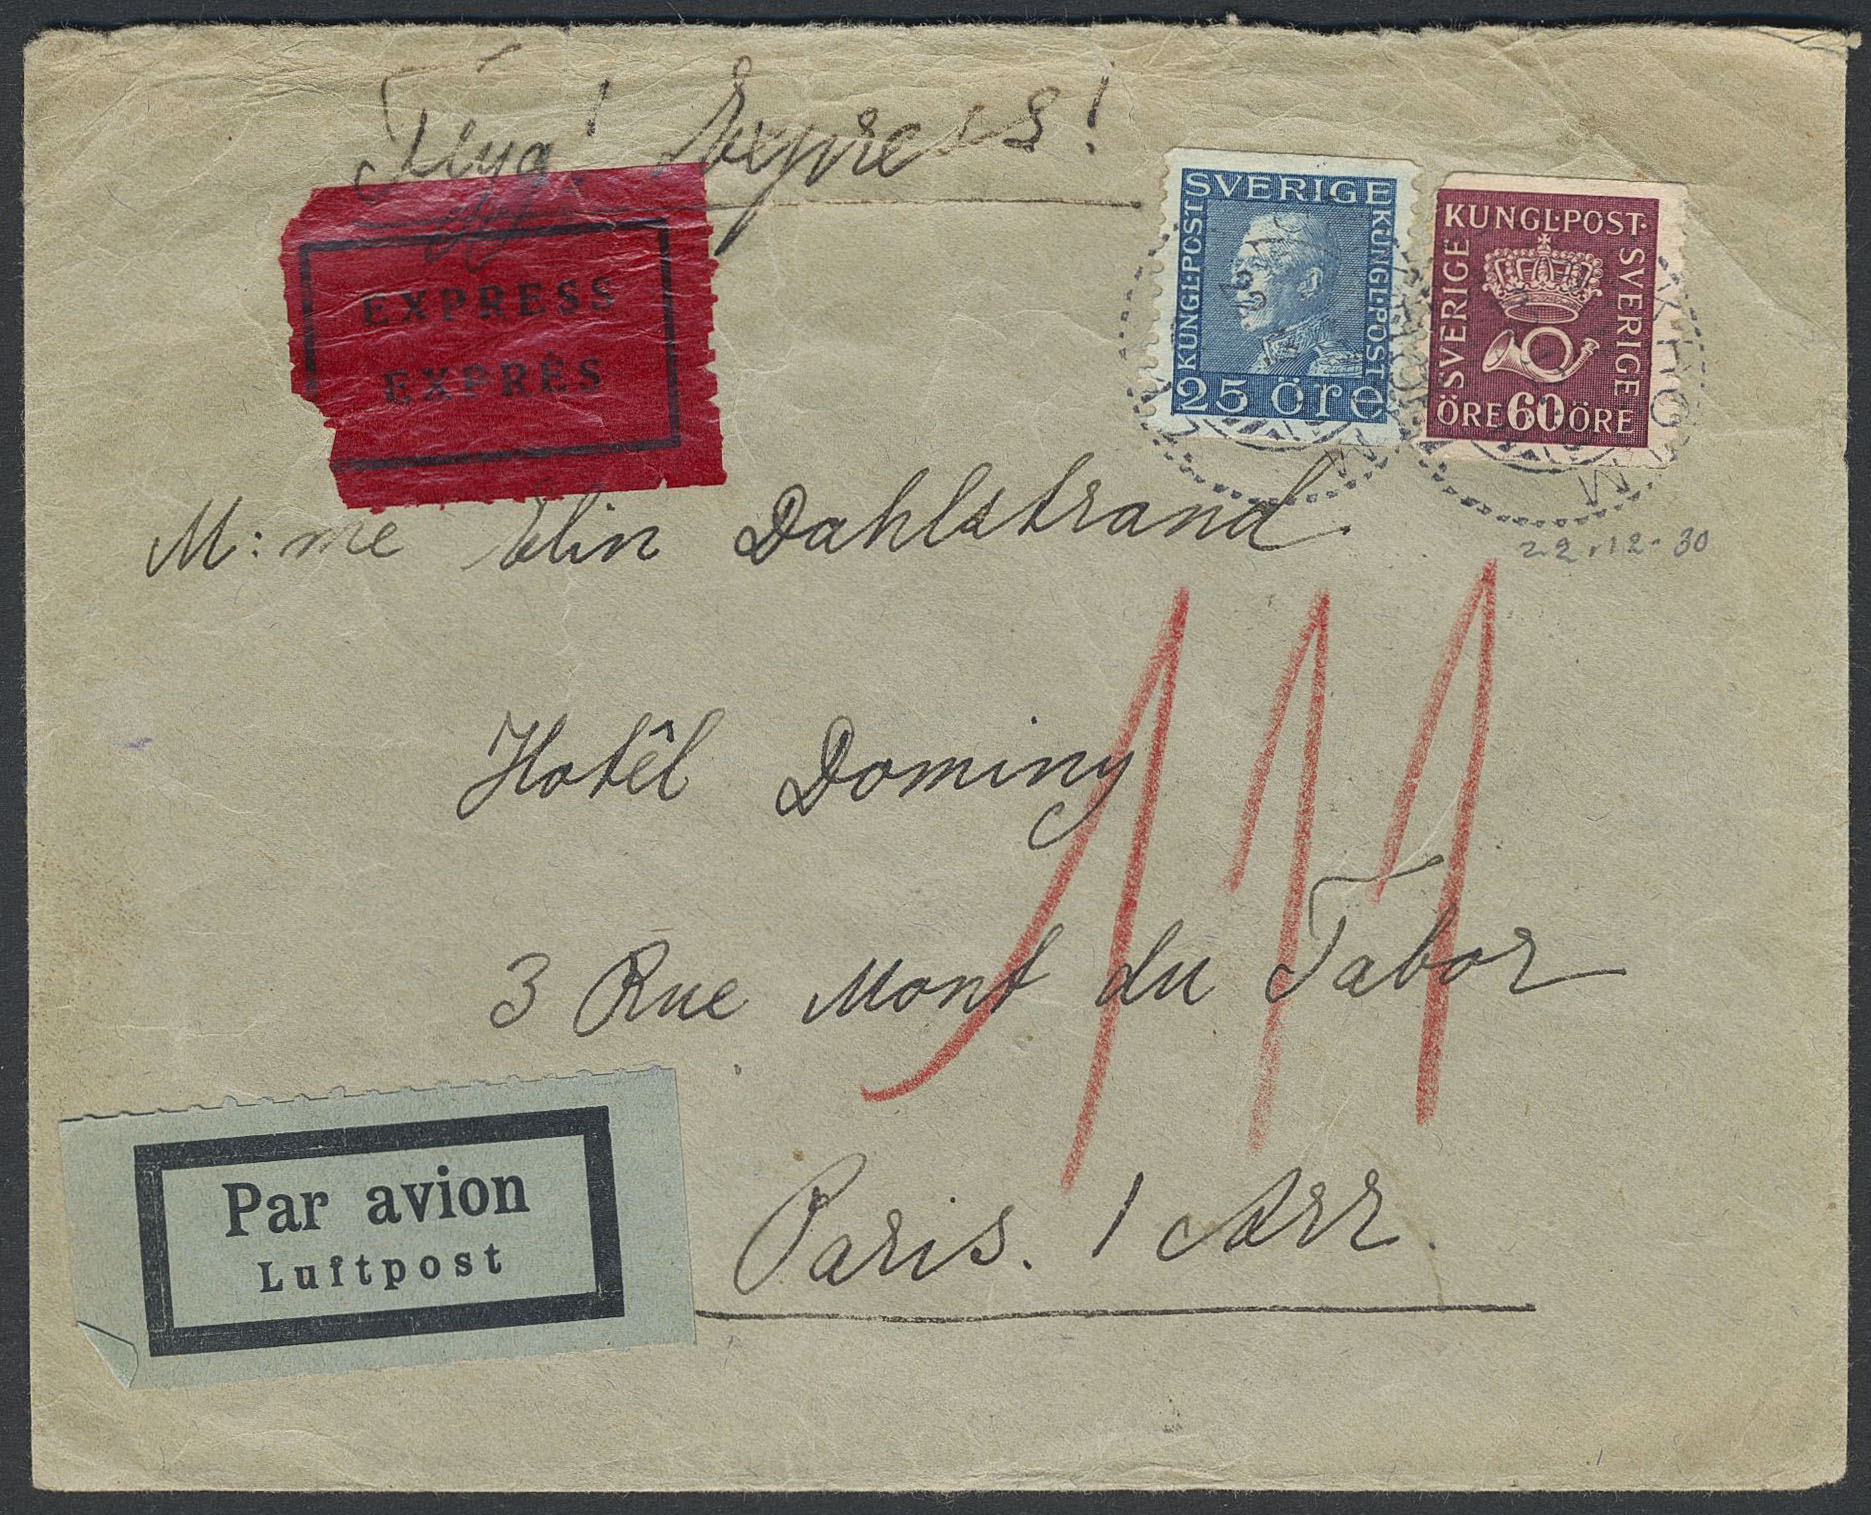 Flyg! Express!
EXPRESS
EXPRÈS
SVERIGE
KUNGL·POST
KUNGL·POST
25 öre
KUNGL·POST·
SVERIGE
SVERIGE
ÖRE 60 ÖRE
22.12.30
M:me Elin Dahlstrand.
Hotêl Dominy
3 Rue Mont du Tabor
Paris. 1 Arr.
Par avion
Luftpost